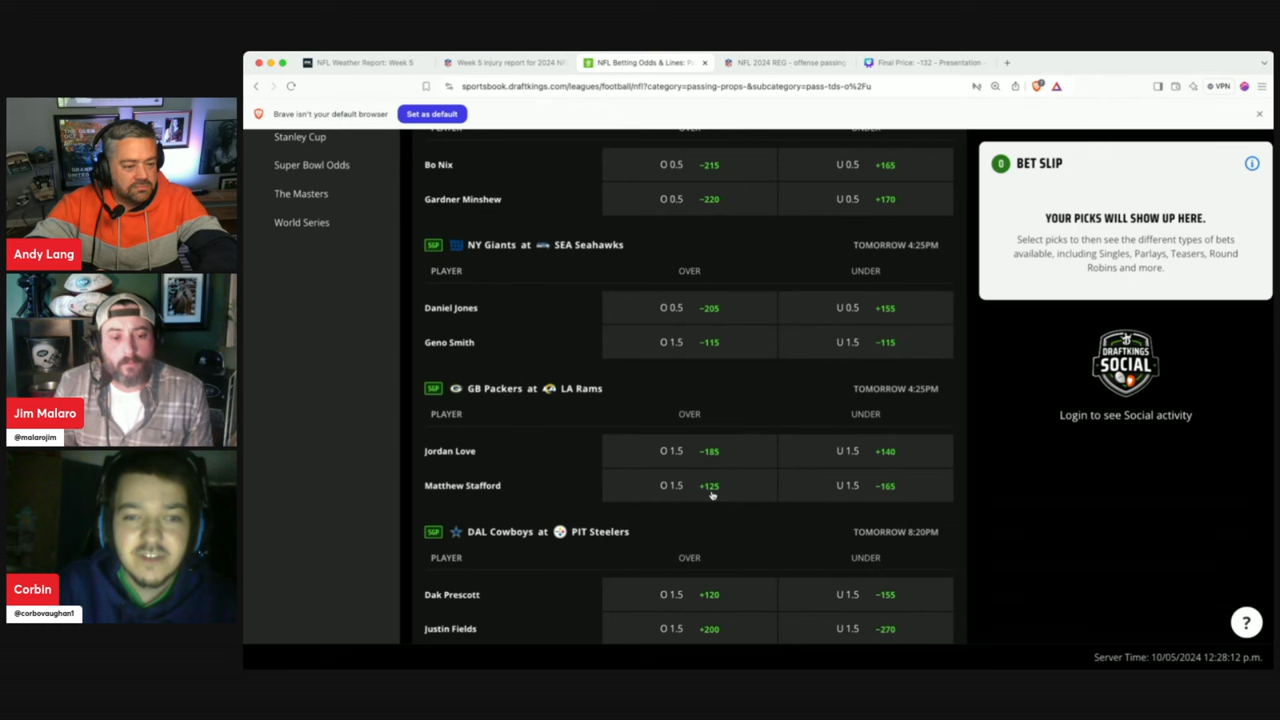 NFL Weather Report: Week 5
Week 5 injury report for 2024 NF
NFL Betting Odds & Lines: Pa
NFL 2024 REG - offense passing
Final Price: -132 - Presentation
sportsbook.draftkings.com/leagues/football/nfl?category=passing-props-&subcategory=pass-tds-o%2Fu
VPN
Brave isn't your default browser
Set as default
Stanley Cup
Super Bowl Odds
The Masters
World Series
PLAYER OVER UNDER
Bo Nix O 0.5 −215 U 0.5 +165
Gardner Minshew O 0.5 −220 U 0.5 +170
SGP NY Giants at SEA Seahawks TOMORROW 4:25PM
PLAYER OVER UNDER
Daniel Jones O 0.5 −205 U 0.5 +155
Geno Smith O 1.5 −115 U 1.5 −115
SGP GB Packers at LA Rams TOMORROW 4:25PM
PLAYER OVER UNDER
Jordan Love O 1.5 −185 U 1.5 +140
Matthew Stafford O 1.5 +125 U 1.5 −165
SGP DAL Cowboys at PIT Steelers TOMORROW 8:20PM
PLAYER OVER UNDER
Dak Prescott O 1.5 +120 U 1.5 −155
Justin Fields O 1.5 +200 U 1.5 −270
0 BET SLIP
YOUR PICKS WILL SHOW UP HERE.
Select picks to then see the different types of bets
available, including Singles, Parlays, Teasers, Round
Robins and more.
DRAFTKINGS
SOCIAL
Login to see Social activity
?
Server Time: 10/05/2024 12:28:12 p.m.
Andy Lang
Jim Malaro
@malarojim
Corbin
@corbovaughan1